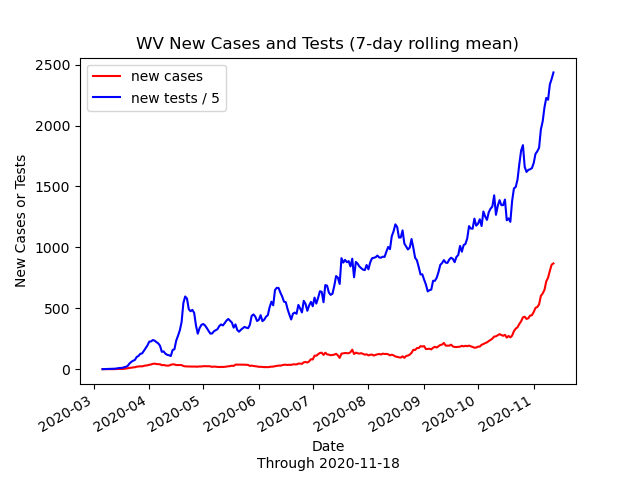 WV New Cases and Tests (7-day rolling mean)
new cases
new tests / 5
New Cases or Tests
2500
2000
1500
1000
500
0
2020-03
2020-04
2020-05
2020-06
2020-07
2020-08
2020-09
2020-10
2020-11
Date
Through 2020-11-18